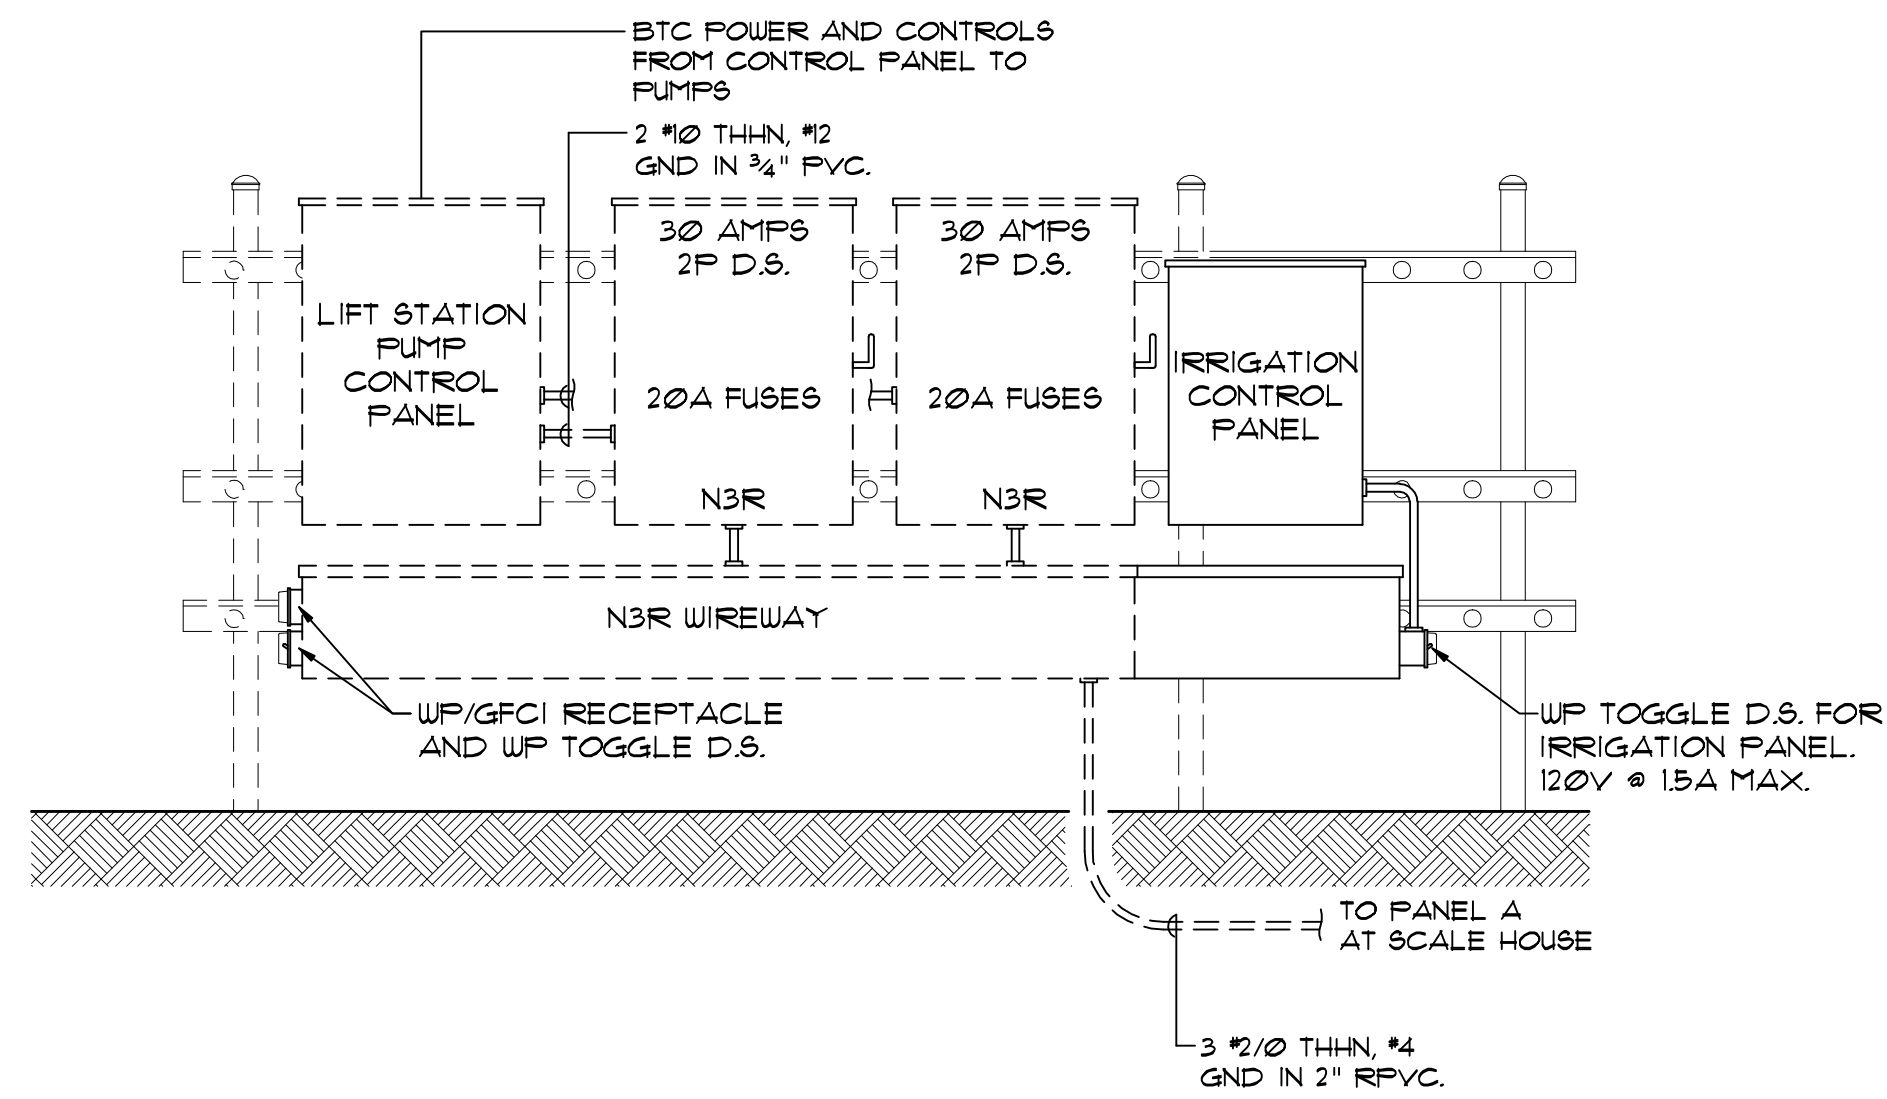 BTC POWER AND CONTROLS
FROM CONTROL PANEL TO
PUMPS
2 #10 THHN, #12
GND IN ¾" PVC.
30 AMPS
2P D.S.
30 AMPS
2P D.S.
LIFT STATION
PUMP
CONTROL
PANEL
20A FUSES
20A FUSES
IRRIGATION
CONTROL
PANEL
N3R
N3R
N3R WIREWAY
WP/GFCI RECEPTACLE
AND WP TOGGLE D.S.
WP TOGGLE D.S. FOR
IRRIGATION PANEL.
120V @ 1.5A MAX.
TO PANEL A
AT SCALE HOUSE
3 #2/0 THHN, #4
GND IN 2" RPVC.